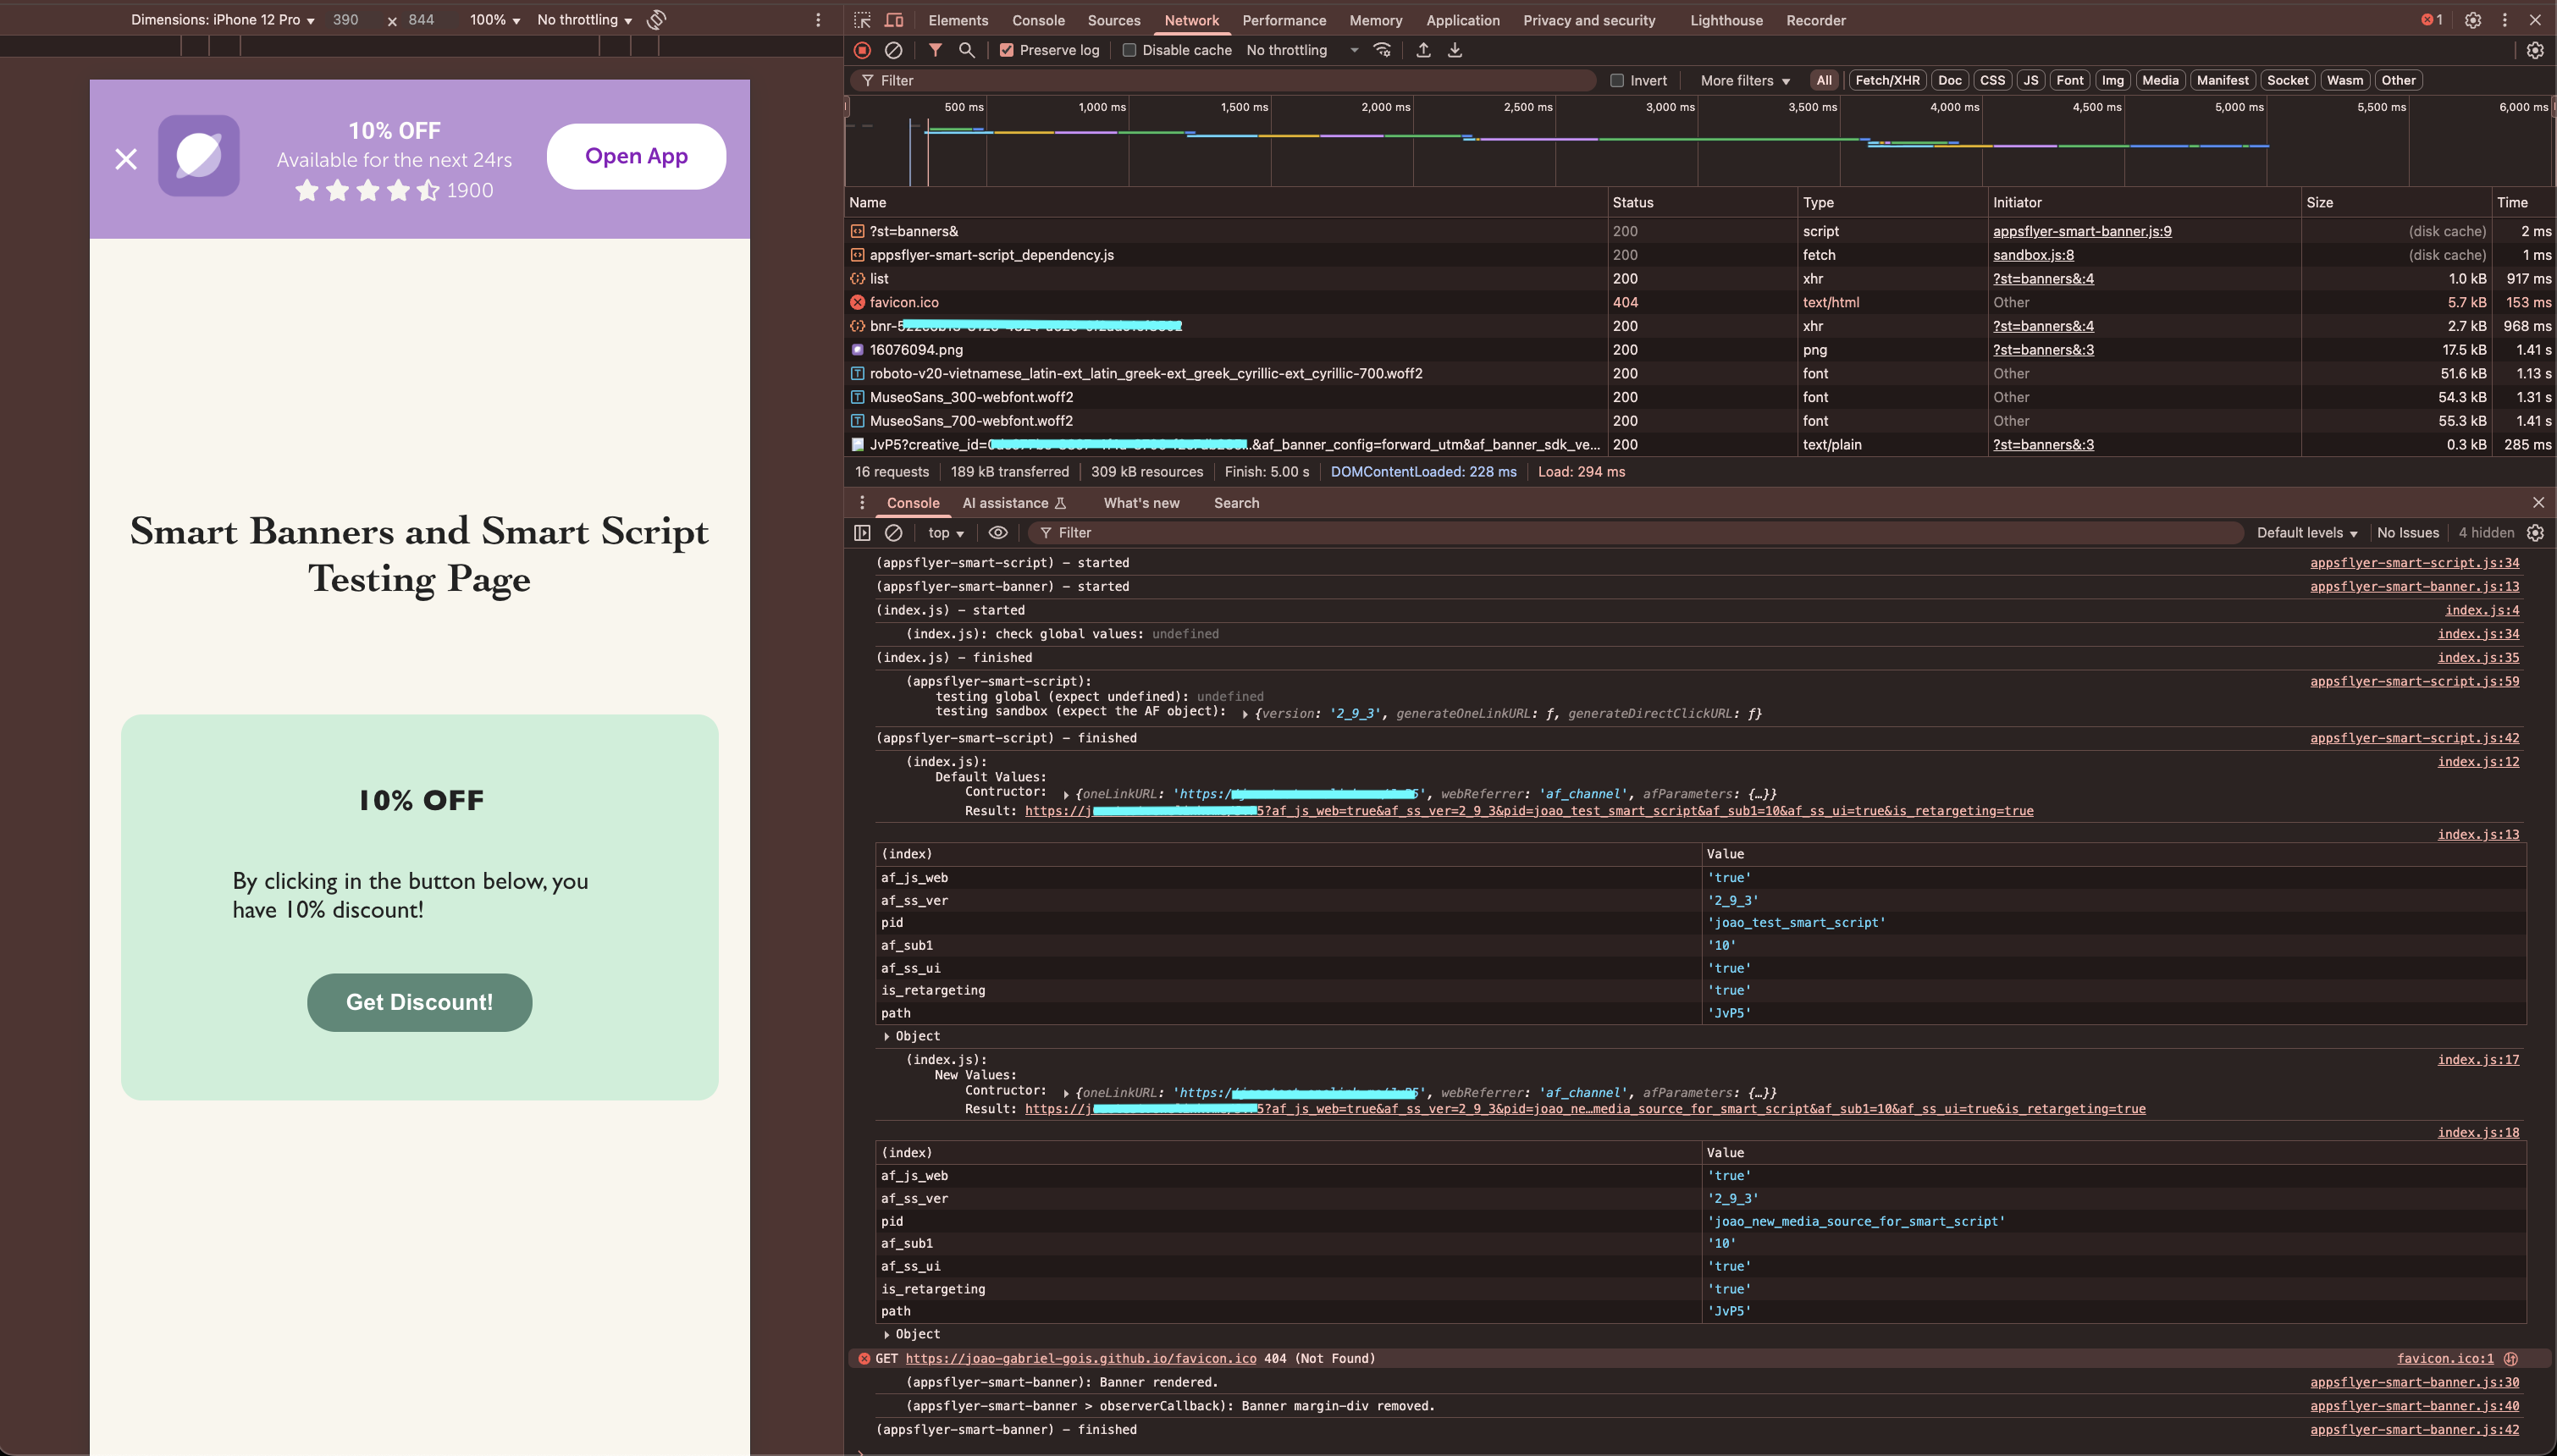 Dimensions: iPhone 12 Pro 390 × 844 100% No throttling
10% OFF
Available for the next 24rs
1900
Open App
Smart Banners and Smart Script
Testing Page
10% OFF
By clicking in the button below, you
have 10% discount!
Get Discount!
Elements Console Sources Network Performance Memory Application Privacy and security Lighthouse Recorder 1
Preserve log Disable cache No throttling
Filter Invert More filters All Fetch/XHR Doc CSS JS Font Img Media Manifest Socket Wasm Other
500 ms 1,000 ms 1,500 ms 2,000 ms 2,500 ms 3,000 ms 3,500 ms 4,000 ms 4,500 ms 5,000 ms 5,500 ms 6,000 ms
Name Status Type Initiator Size Time
?st=banners& 200 script appsflyer-smart-banner.js:9 (disk cache) 2 ms
appsflyer-smart-script_dependency.js 200 fetch sandbox.js:8 (disk cache) 1 ms
list 200 xhr ?st=banners&:4 1.0 kB 917 ms
favicon.ico 404 text/html Other 5.7 kB 153 ms
bnr-5 200 xhr ?st=banners&:4 2.7 kB 968 ms
16076094.png 200 png ?st=banners&:3 17.5 kB 1.41 s
roboto-v20-vietnamese_latin-ext_latin_greek-ext_greek_cyrillic-ext_cyrillic-700.woff2 200 font Other 51.6 kB 1.13 s
MuseoSans_300-webfont.woff2 200 font Other 54.3 kB 1.31 s
MuseoSans_700-webfont.woff2 200 font Other 55.3 kB 1.41 s
JvP5?creative_id= …&af_banner_config=forward_utm&af_banner_sdk_ve… 200 text/plain ?st=banners&:3 0.3 kB 285 ms
16 requests 189 kB transferred 309 kB resources Finish: 5.00 s DOMContentLoaded: 228 ms Load: 294 ms
Console AI assistance What's new Search
top Filter Default levels No Issues 4 hidden
(appsflyer-smart-script) – started appsflyer-smart-script.js:34
(appsflyer-smart-banner) – started appsflyer-smart-banner.js:13
(index.js) – started index.js:4
(index.js): check global values: undefined index.js:34
(index.js) – finished index.js:35
(appsflyer-smart-script): appsflyer-smart-script.js:59
testing global (expect undefined): undefined
testing sandbox (expect the AF object): {version: '2_9_3', generateOneLinkURL: ƒ, generateDirectClickURL: ƒ}
(appsflyer-smart-script) – finished appsflyer-smart-script.js:42
(index.js): index.js:12
Default Values:
Contructor: {oneLinkURL: 'https:/ 5', webReferrer: 'af_channel', afParameters: {…}}
Result: https://j 5?af_js_web=true&af_ss_ver=2_9_3&pid=joao_test_smart_script&af_sub1=10&af_ss_ui=true&is_retargeting=true
index.js:13
(index) Value
af_js_web 'true'
af_ss_ver '2_9_3'
pid 'joao_test_smart_script'
af_sub1 '10'
af_ss_ui 'true'
is_retargeting 'true'
path 'JvP5'
Object
(index.js): index.js:17
New Values:
Contructor: {oneLinkURL: 'https:/ 5', webReferrer: 'af_channel', afParameters: {…}}
Result: https://j 5?af_js_web=true&af_ss_ver=2_9_3&pid=joao_ne…media_source_for_smart_script&af_sub1=10&af_ss_ui=true&is_retargeting=true
index.js:18
(index) Value
af_js_web 'true'
af_ss_ver '2_9_3'
pid 'joao_new_media_source_for_smart_script'
af_sub1 '10'
af_ss_ui 'true'
is_retargeting 'true'
path 'JvP5'
Object
GET https://joao-gabriel-gois.github.io/favicon.ico 404 (Not Found) favicon.ico:1
(appsflyer-smart-banner): Banner rendered. appsflyer-smart-banner.js:30
(appsflyer-smart-banner > observerCallback): Banner margin-div removed. appsflyer-smart-banner.js:40
(appsflyer-smart-banner) – finished appsflyer-smart-banner.js:42